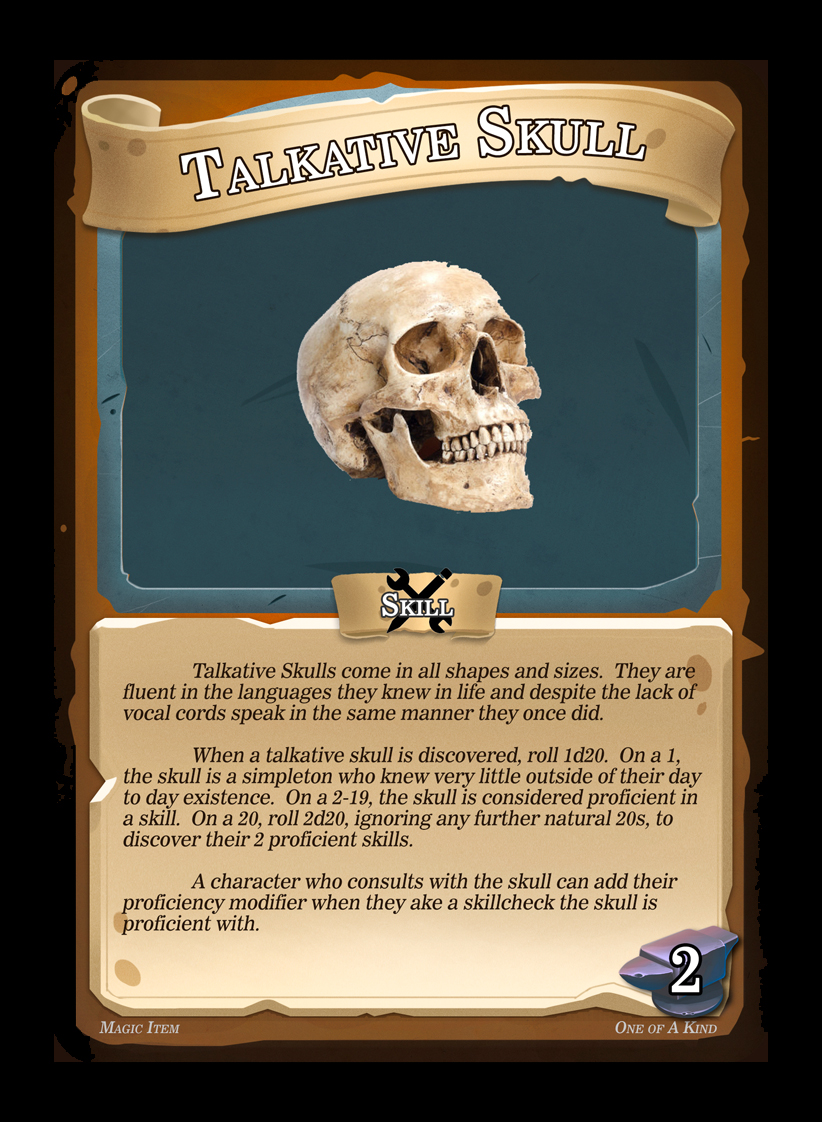 Talkative Skull
Skill
Talkative Skulls come in all shapes and sizes. They are
fluent in the languages they knew in life and despite the lack of
vocal cords speak in the same manner they once did.
When a talkative skull is discovered, roll 1d20. On a 1,
the skull is a simpleton who knew very little outside of their day
to day existence. On a 2-19, the skull is considered proficient in
a skill. On a 20, roll 2d20, ignoring any further natural 20s, to
discover their 2 proficient skills.
A character who consults with the skull can add their
proficiency modifier when they ake a skillcheck the skull is
proficient with.
2
Magic Item
One of A Kind